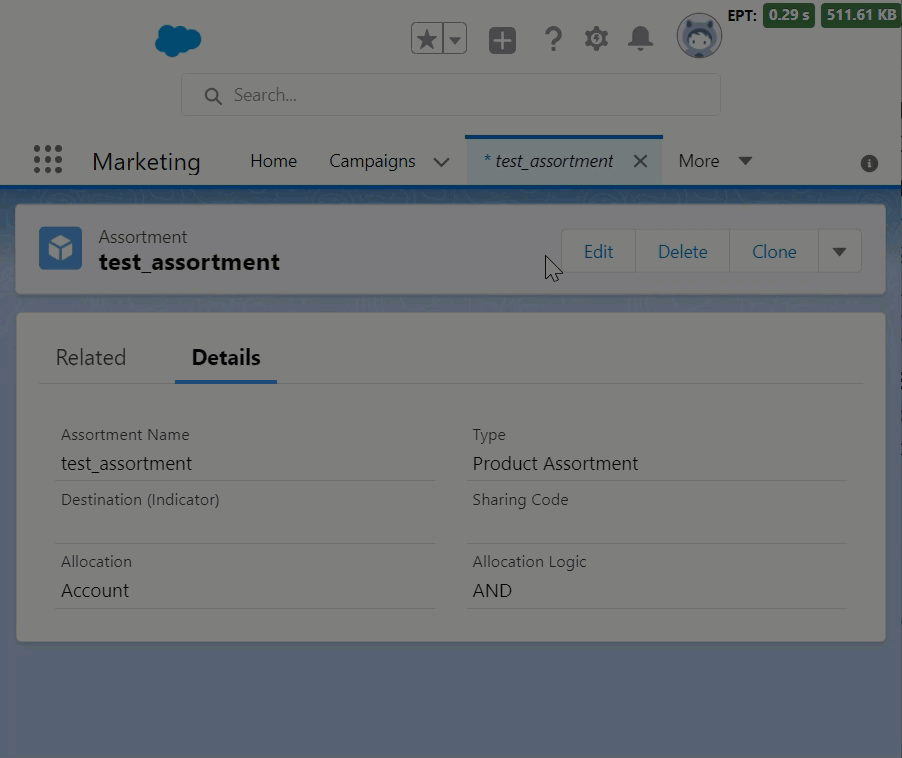 EPT: 0.29 s 511.61 KB
Search...
Marketing Home Campaigns * test_assortment More
Assortment
test_assortment
Edit Delete Clone
Related Details
Assortment Name Type
test_assortment Product Assortment
Destination (Indicator) Sharing Code
Allocation Allocation Logic
Account AND